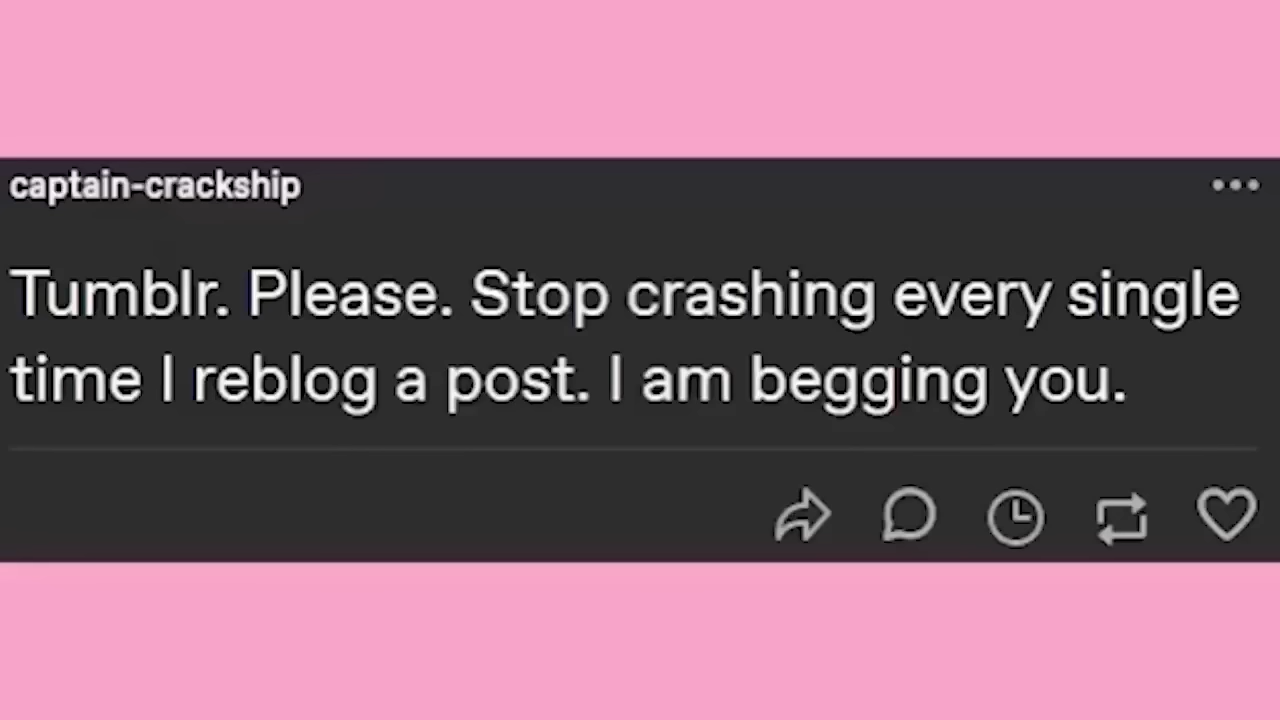 captain-crackship
Tumblr. Please. Stop crashing every single
time I reblog a post. I am begging you.